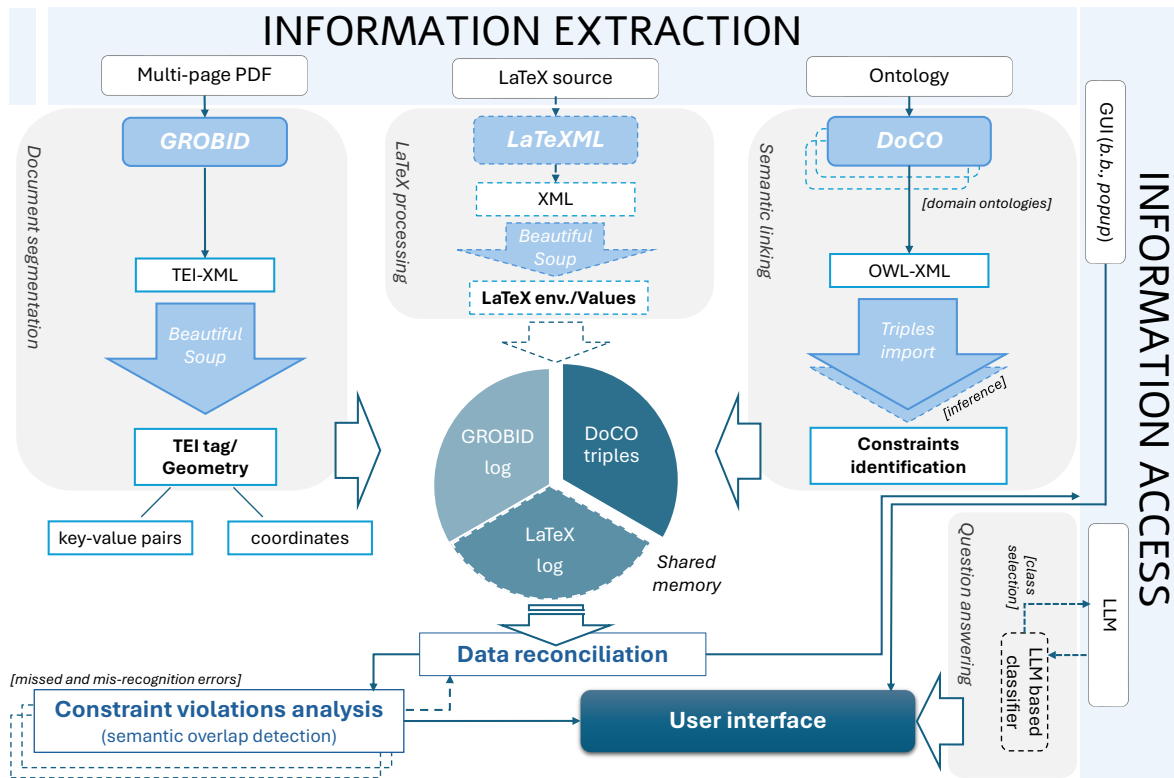 INFORMATION EXTRACTION
Multi-page PDF
LaTeX source
Ontology
GROBID
LaTeXML
DoCO
Document segmentation
LaTeX processing
Semantic linking
GUI (b.b., popup)
INFORMATION ACCESS
[domain ontologies]
XML
Beautiful
Soup
TEI-XML
OWL-XML
LaTeX env./Values
Beautiful
Soup
Triples
import
[inference]
TEI tag/
Geometry
Constraints
identification
key-value pairs
coordinates
GROBID
log
DoCO
triples
LaTeX
log
Shared
memory
Question answering
[class
selection]
LLM
LLM based
classifier
Data reconciliation
[missed and mis-recognition errors]
Constraint violations analysis
(semantic overlap detection)
User interface